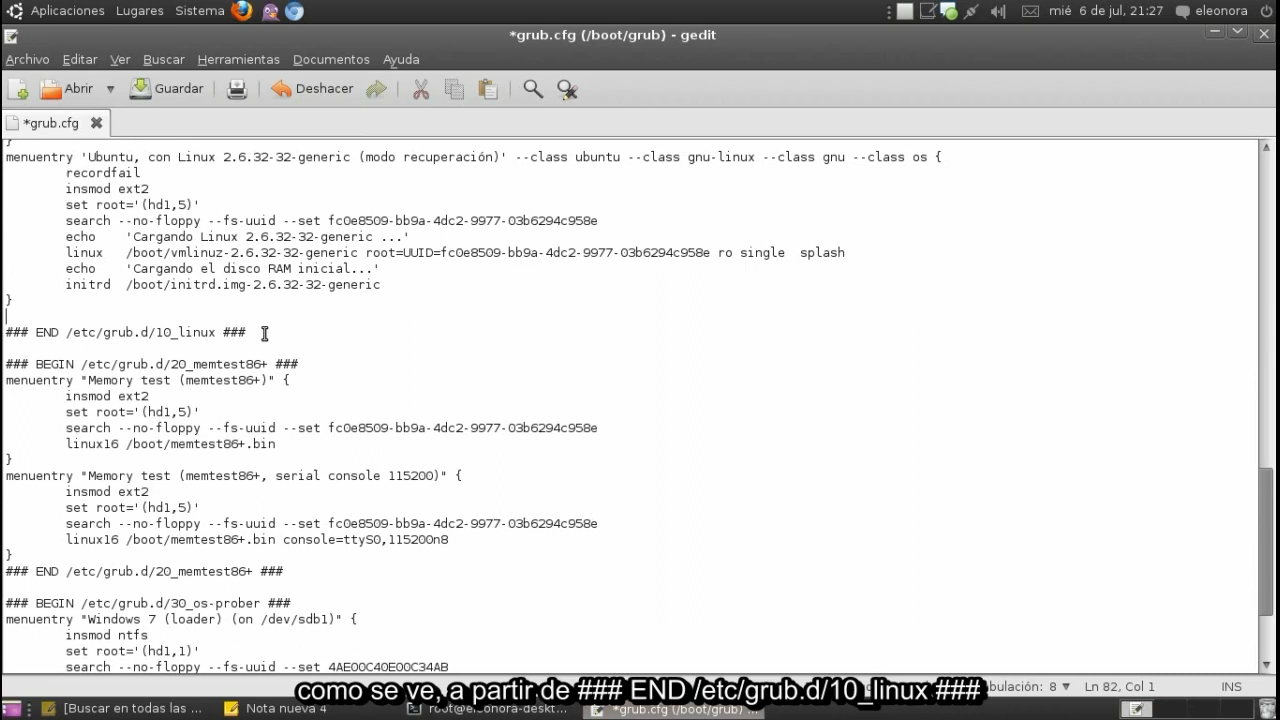 Aplicaciones Lugares Sistema mié 6 de jul, 21:27 eleonora
*grub.cfg (/boot/grub) - gedit
Archivo Editar Ver Buscar Herramientas Documentos Ayuda
Abrir Guardar Deshacer
*grub.cfg
}
menuentry 'Ubuntu, con Linux 2.6.32-32-generic (modo recuperación)' --class ubuntu --class gnu-linux --class gnu --class os {
recordfail
insmod ext2
set root='(hd1,5)'
search --no-floppy --fs-uuid --set fc0e8509-bb9a-4dc2-9977-03b6294c958e
echo 'Cargando Linux 2.6.32-32-generic ...'
linux /boot/vmlinuz-2.6.32-32-generic root=UUID=fc0e8509-bb9a-4dc2-9977-03b6294c958e ro single splash
echo 'Cargando el disco RAM inicial...'
initrd /boot/initrd.img-2.6.32-32-generic
}
### END /etc/grub.d/10_linux ###
### BEGIN /etc/grub.d/20_memtest86+ ###
menuentry "Memory test (memtest86+)" {
insmod ext2
set root='(hd1,5)'
search --no-floppy --fs-uuid --set fc0e8509-bb9a-4dc2-9977-03b6294c958e
linux16 /boot/memtest86+.bin
}
menuentry "Memory test (memtest86+, serial console 115200)" {
insmod ext2
set root='(hd1,5)'
search --no-floppy --fs-uuid --set fc0e8509-bb9a-4dc2-9977-03b6294c958e
linux16 /boot/memtest86+.bin console=ttyS0,115200n8
}
### END /etc/grub.d/20_memtest86+ ###
### BEGIN /etc/grub.d/30_os-prober ###
menuentry "Windows 7 (loader) (on /dev/sdb1)" {
insmod ntfs
set root='(hd1,1)'
search --no-floppy --fs-uuid --set 4AE00C40E00C34AB
como se ve, a partir de ### END /etc/grub.d/10_linux ###
bulación: 8 Ln 82, Col 1 INS
[Buscar en todas las ... Nota nueva 4 root@eleonora-deskt... *grub.cfg (/boot/grub) ...